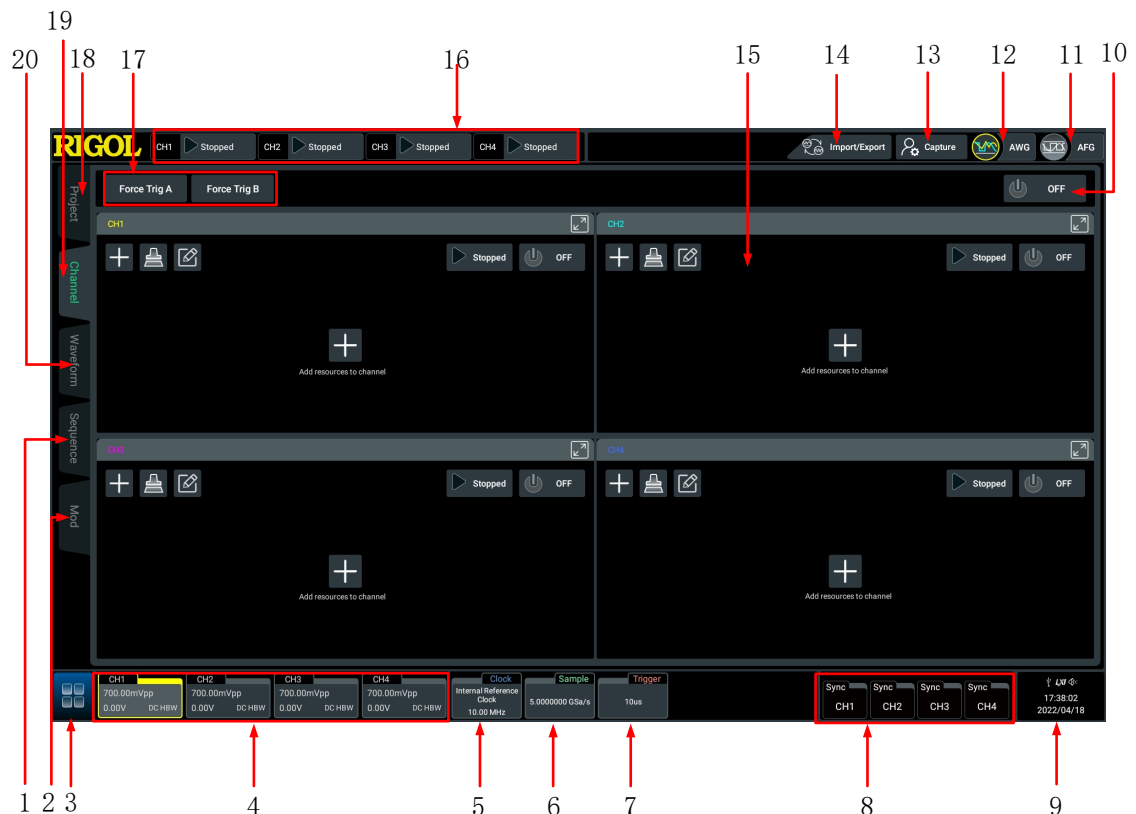 19
20 18 17 16 15 14 13 12 11 10
RIGOL CH1 Stopped CH2 Stopped CH3 Stopped CH4 Stopped Import/Export Capture AWG AFG
Project
Force Trig A Force Trig B OFF
CH1 CH2
Stopped OFF Stopped OFF
Channel
Waveform
Add resources to channel Add resources to channel
Sequence
CH3 CH4
Stopped OFF Stopped OFF
Mod
Add resources to channel Add resources to channel
CH1 CH2 CH3 CH4 Clock Sample Trigger
700.00mVpp 700.00mVpp 700.00mVpp 700.00mVpp
0.00V DC HBW 0.00V DC HBW 0.00V DC HBW 0.00V DC HBW
Internal Reference
Clock
10.00 MHz
5.0000000 GSa/s
10us
Sync Sync Sync Sync
CH1 CH2 CH3 CH4
LXI
17:38:02
2022/04/18
1 2 3 4 5 6 7 8 9